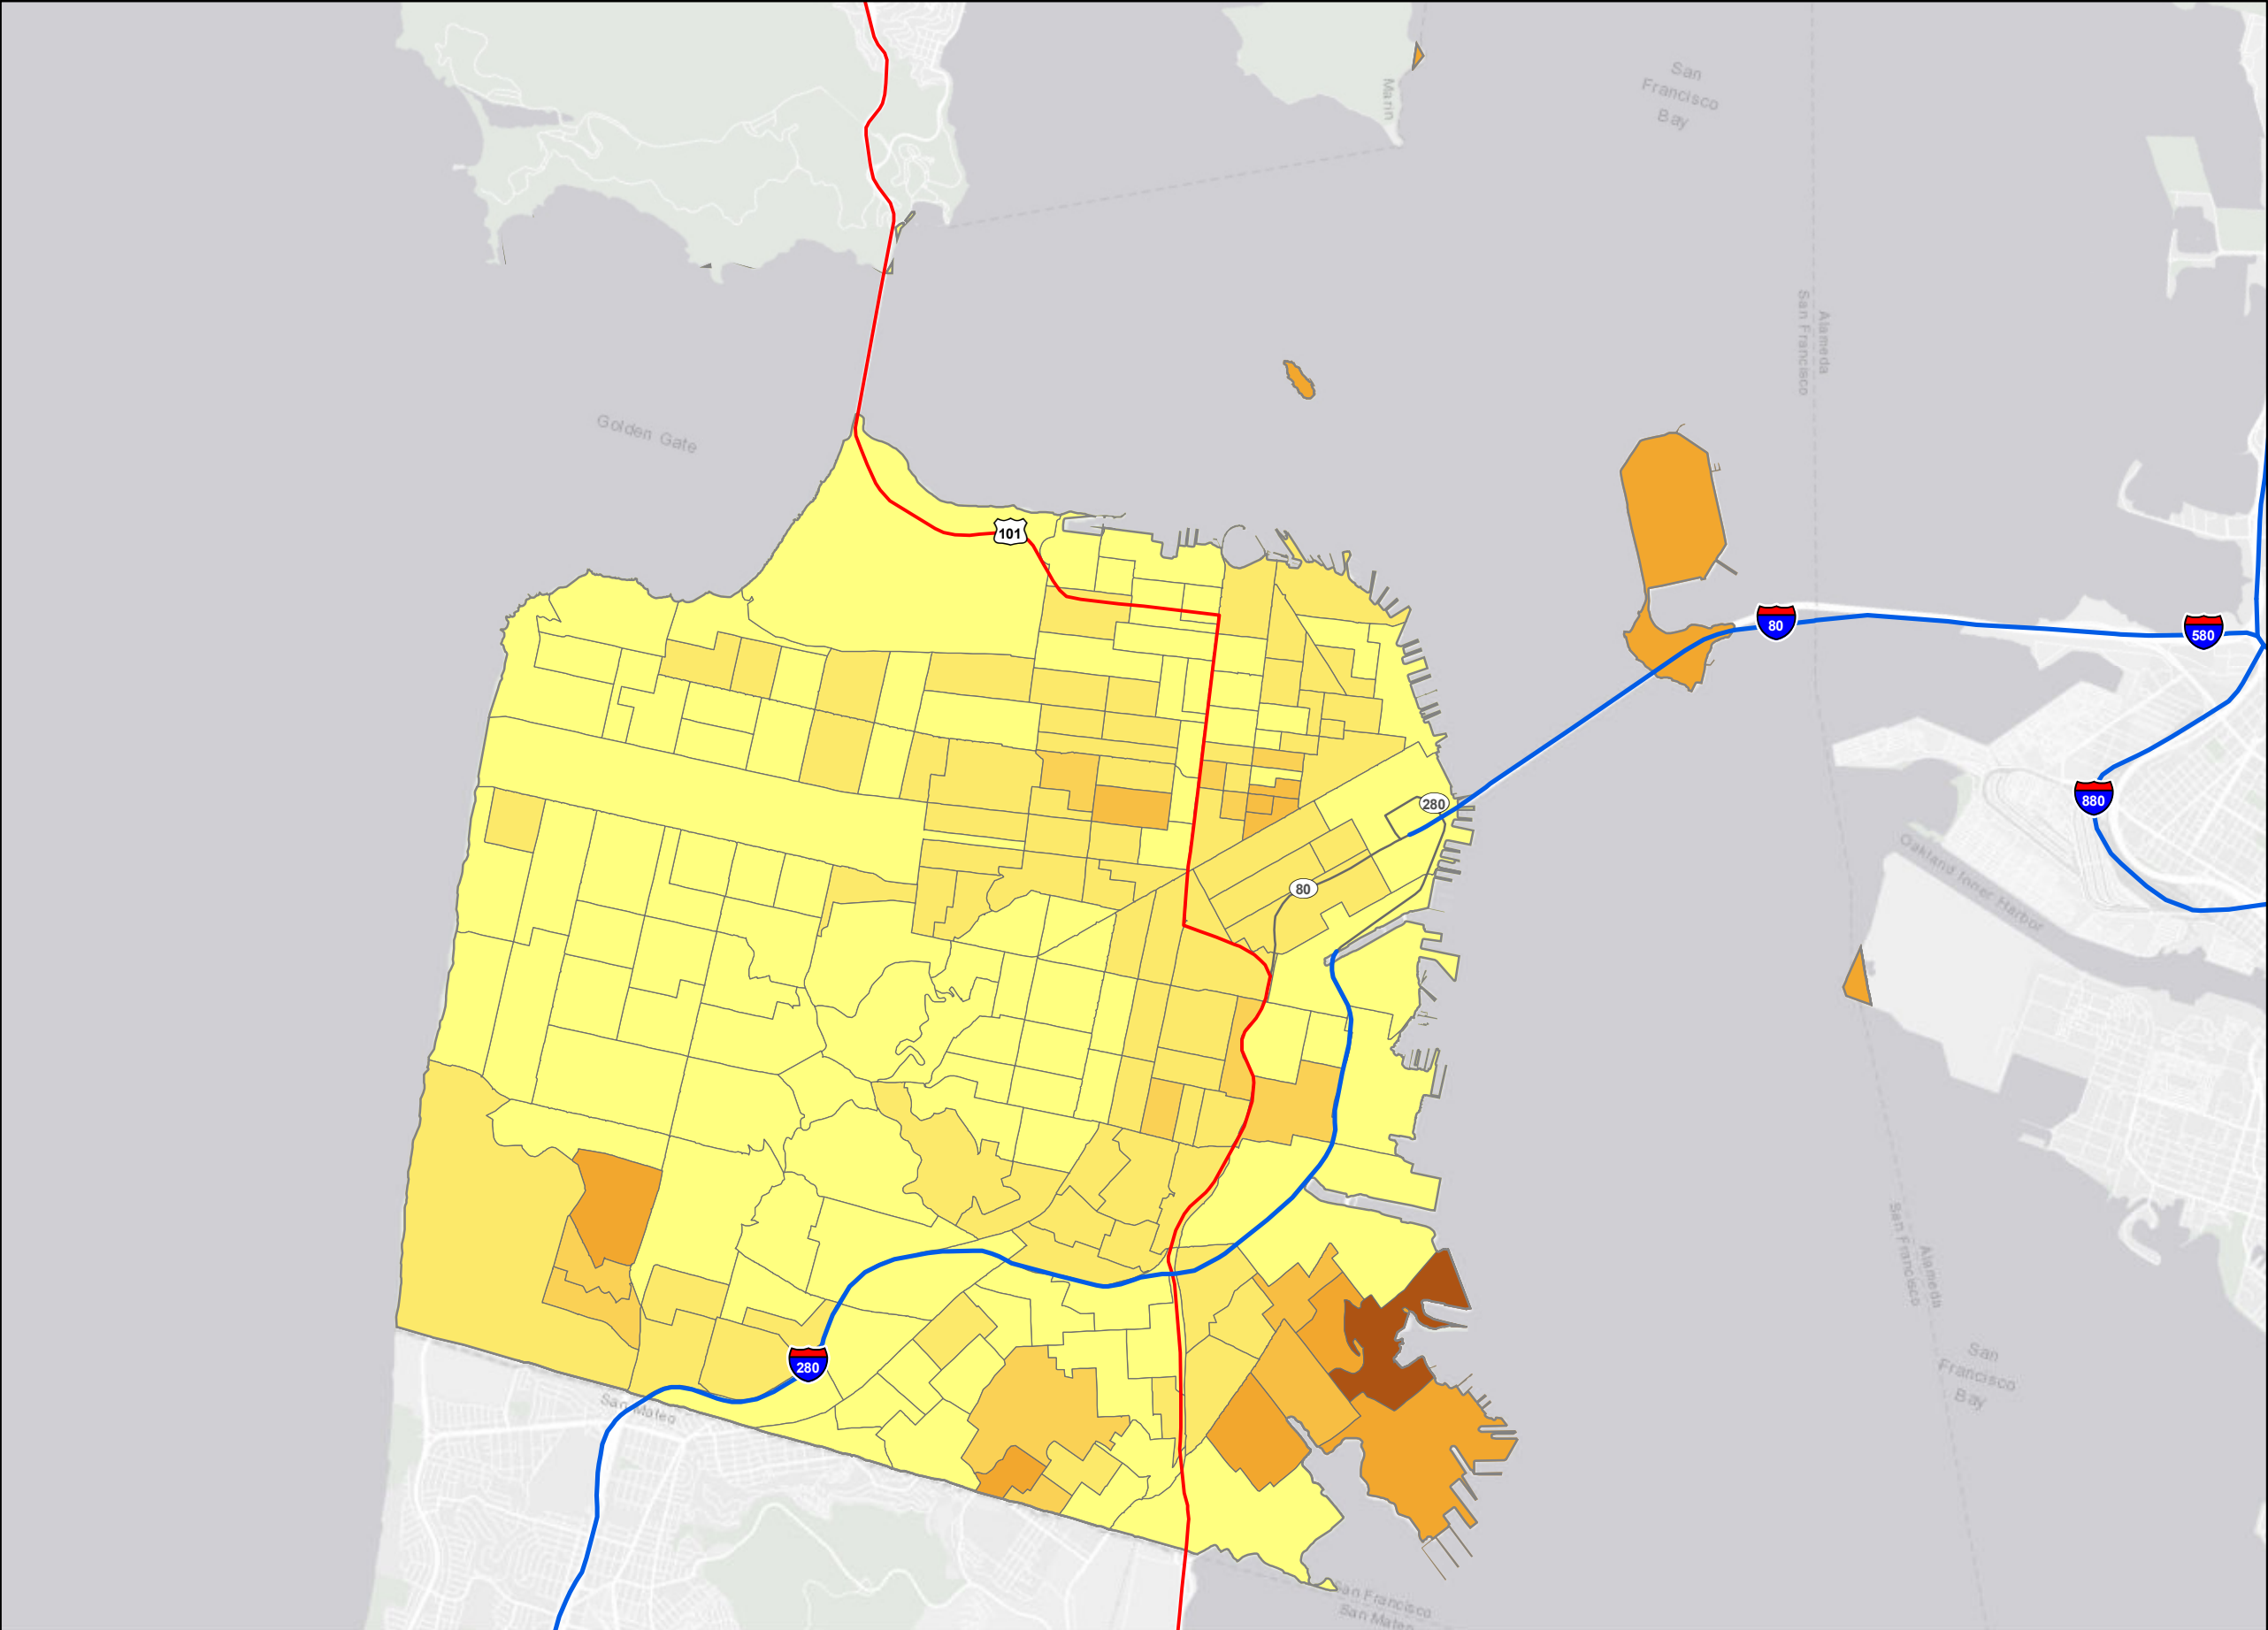 Marin
San
Francisco
Bay
Alameda
San Francisco
Golden Gate
101
80
580
280
880
80
Oakland Inner Harbor
Alameda
San Francisco
San
Francisco
Bay
280
San Mateo
San Francisco
San Mateo